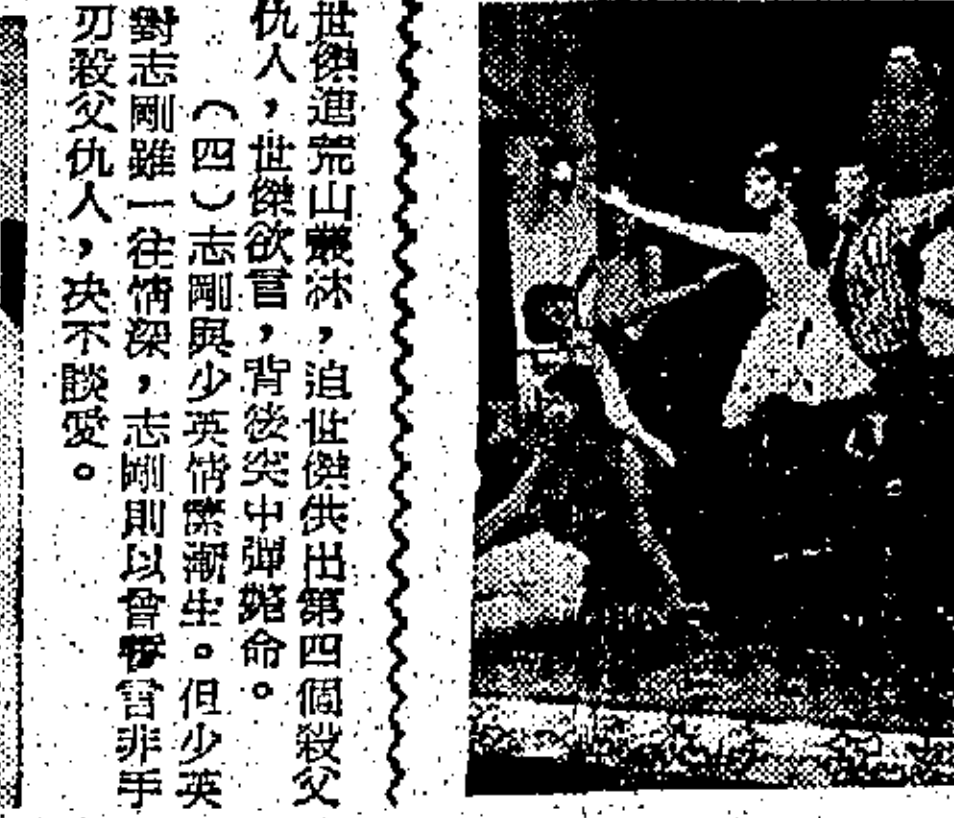 世傑進荒山叢林，迫世傑供出第四個殺父
仇人，世傑欲言，背後突中彈斃命。
（四）志剛與少英情愫漸生。但少英
對志剛雖一往情深，志剛則以曾誓言非手
刃殺父仇人，决不談愛。